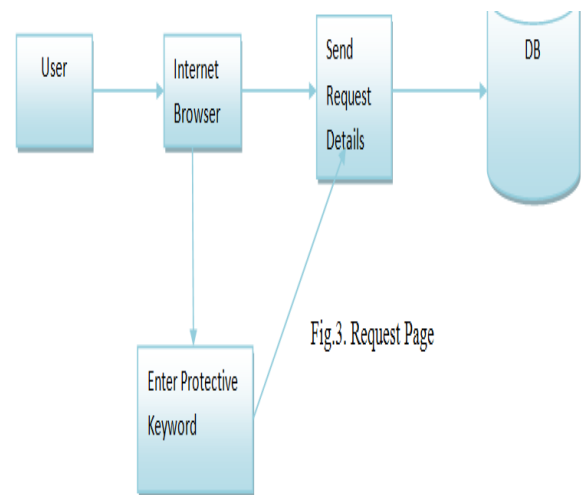 User
Internet
Browser
Send
Request
Details
DB
Enter Protective
Keyword
Fig.3. Request Page